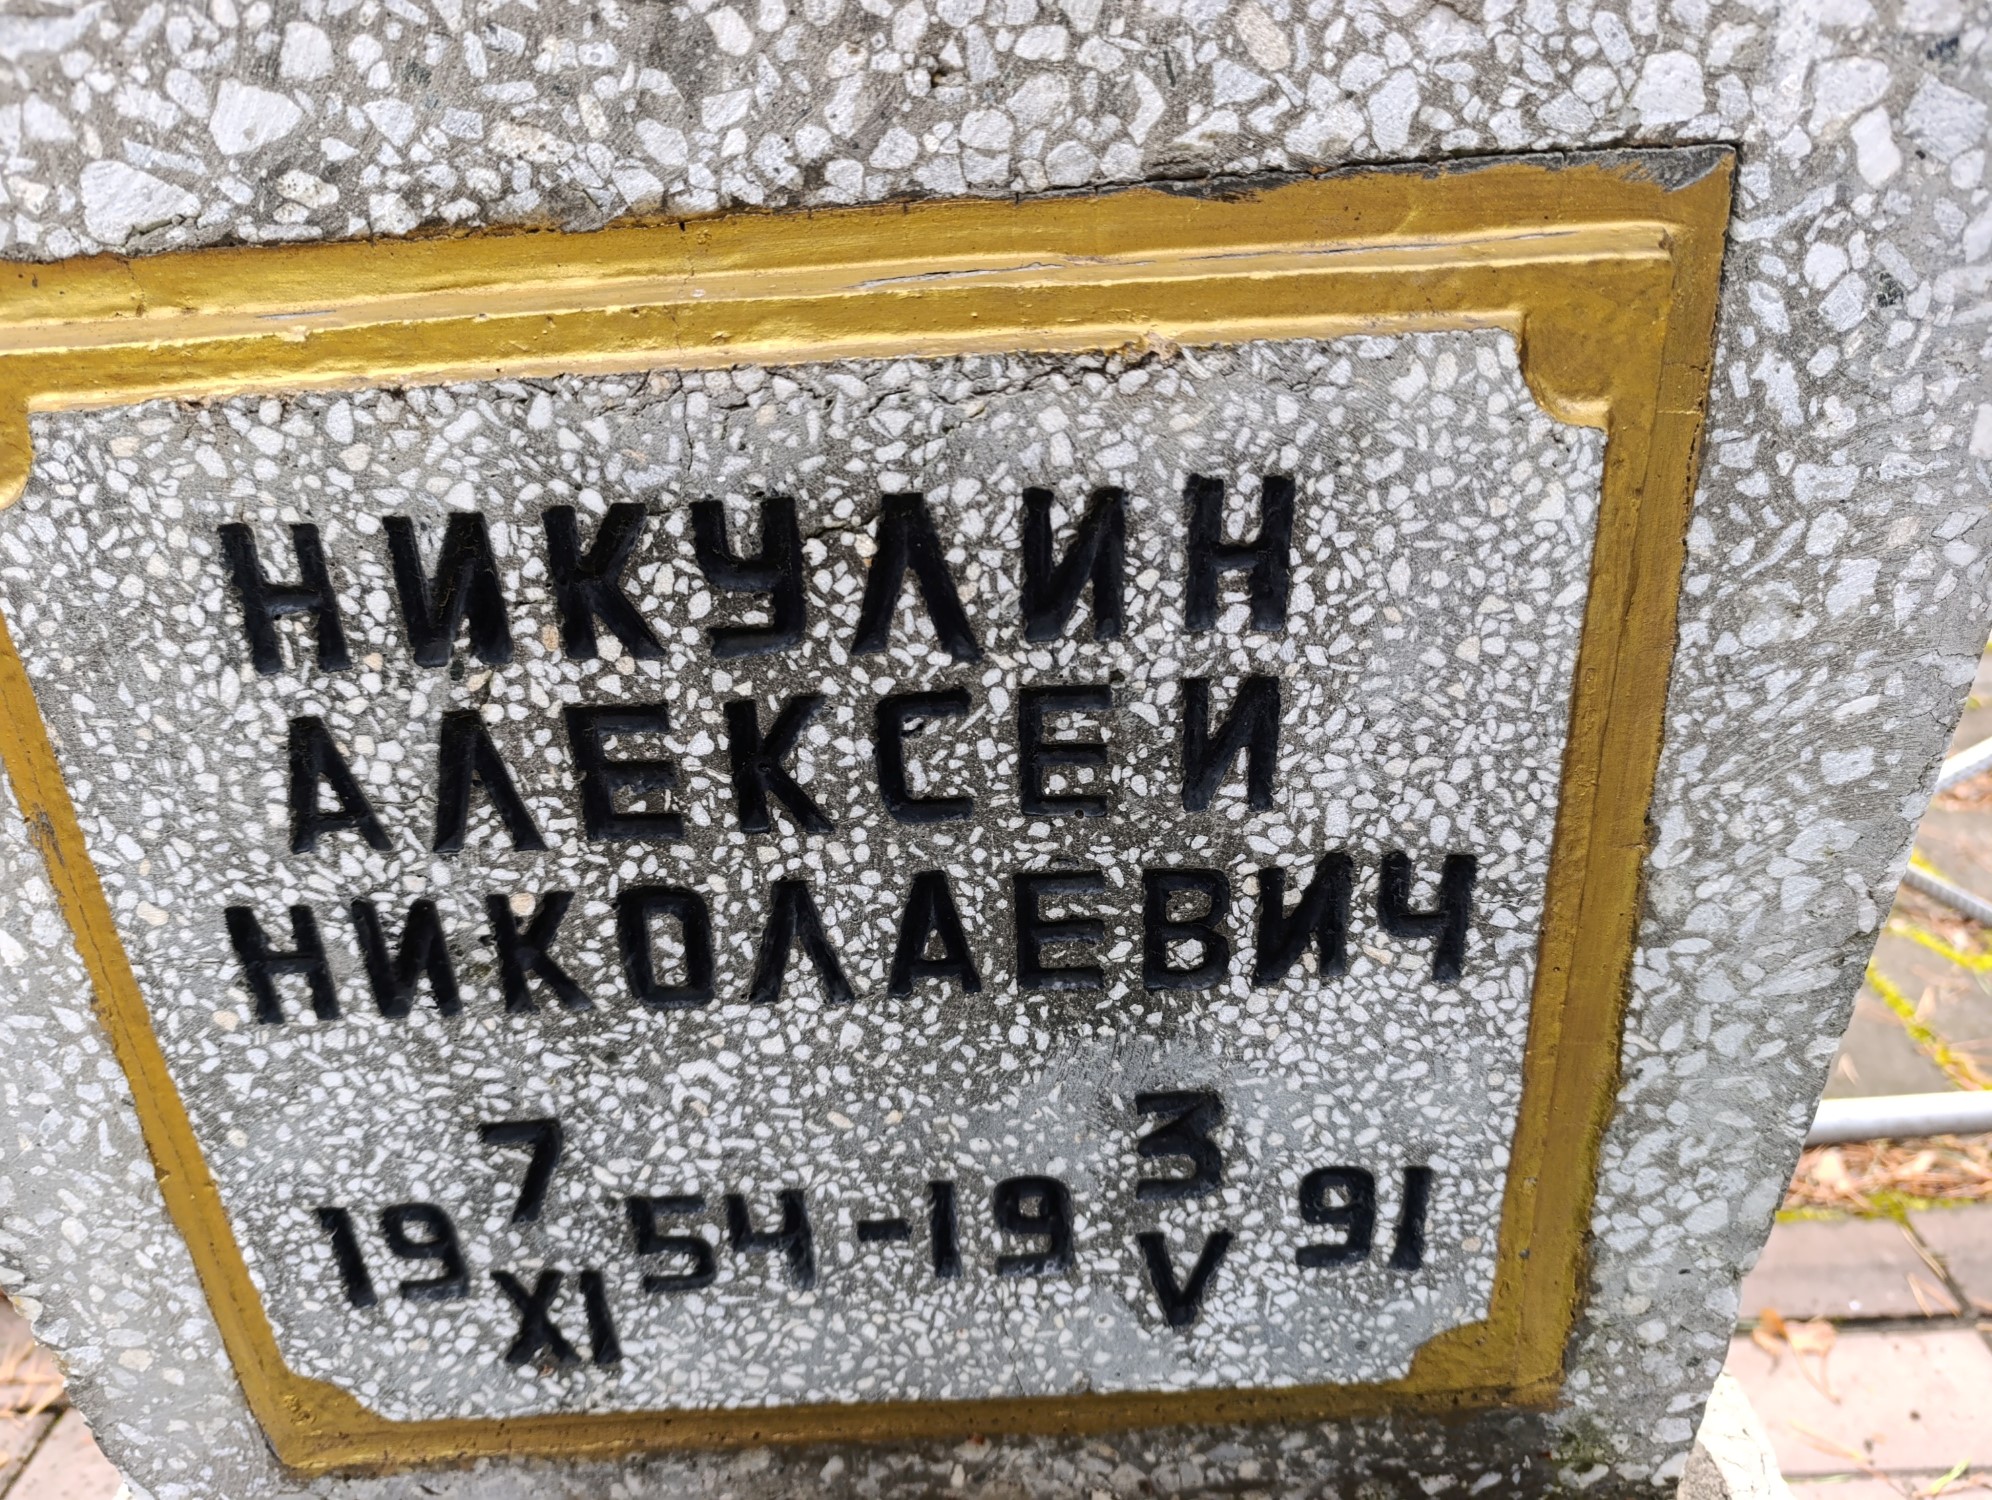 НИКУЛИН
АЛЕКСЕИ
НИКОЛАЕВИЧ
19 7/XI 54-19 3/V 91